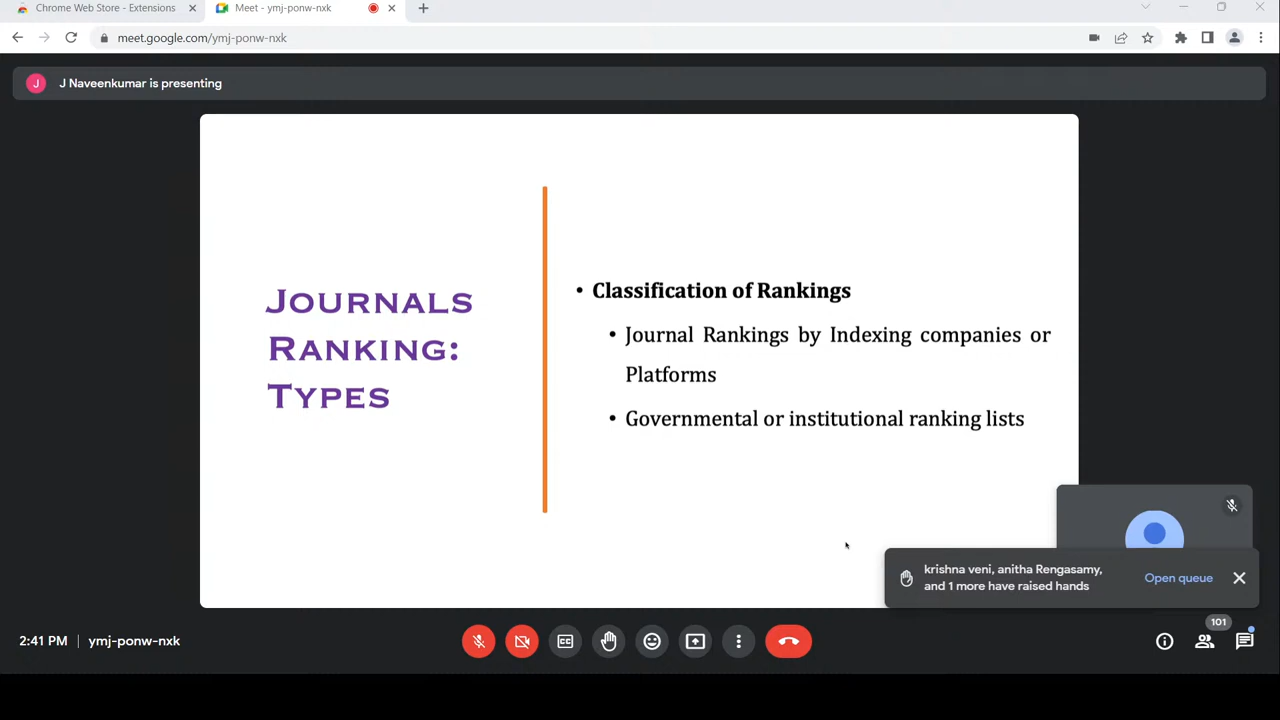 Chrome Web Store - Extensions
Meet - ymj-ponw-nxk
meet.google.com/ymj-ponw-nxk
J
J Naveenkumar is presenting
JOURNALS
RANKING:
TYPES
• Classification of Rankings
• Journal Rankings by Indexing companies or
Platforms
• Governmental or institutional ranking lists
krishna veni, anitha Rengasamy,
and 1 more have raised hands
Open queue
2:41 PM | ymj-ponw-nxk
CC
101